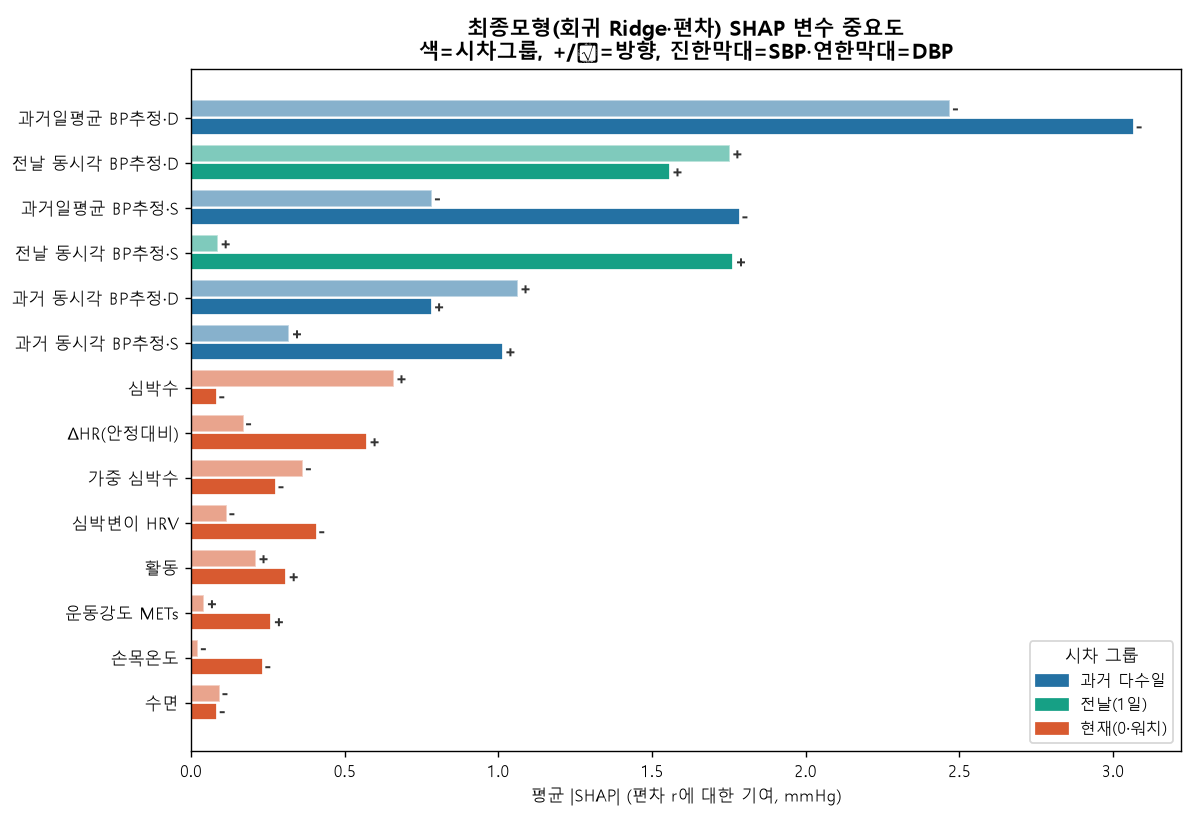 최종모형(회귀 Ridge·편차) SHAP 변수 중요도
색=시차그룹, +/=방향, 진한막대=SBP·연한막대=DBP
과거일평균 BP추정·D
-
-
전날 동시각 BP추정·D
+
+
과거일평균 BP추정·S
-
-
전날 동시각 BP추정·S
+
+
과거 동시각 BP추정·D
+
+
과거 동시각 BP추정·S
+
+
심박수
+
-
ΔHR(안정대비)
-
+
가중 심박수
-
-
심박변이 HRV
-
-
활동
+
+
운동강도 METs
+
+
손목온도
-
-
수면
-
-
시차 그룹
과거 다수일
전날(1일)
현재(0·워치)
0.0 0.5 1.0 1.5 2.0 2.5 3.0
평균 |SHAP| (편차 r에 대한 기여, mmHg)